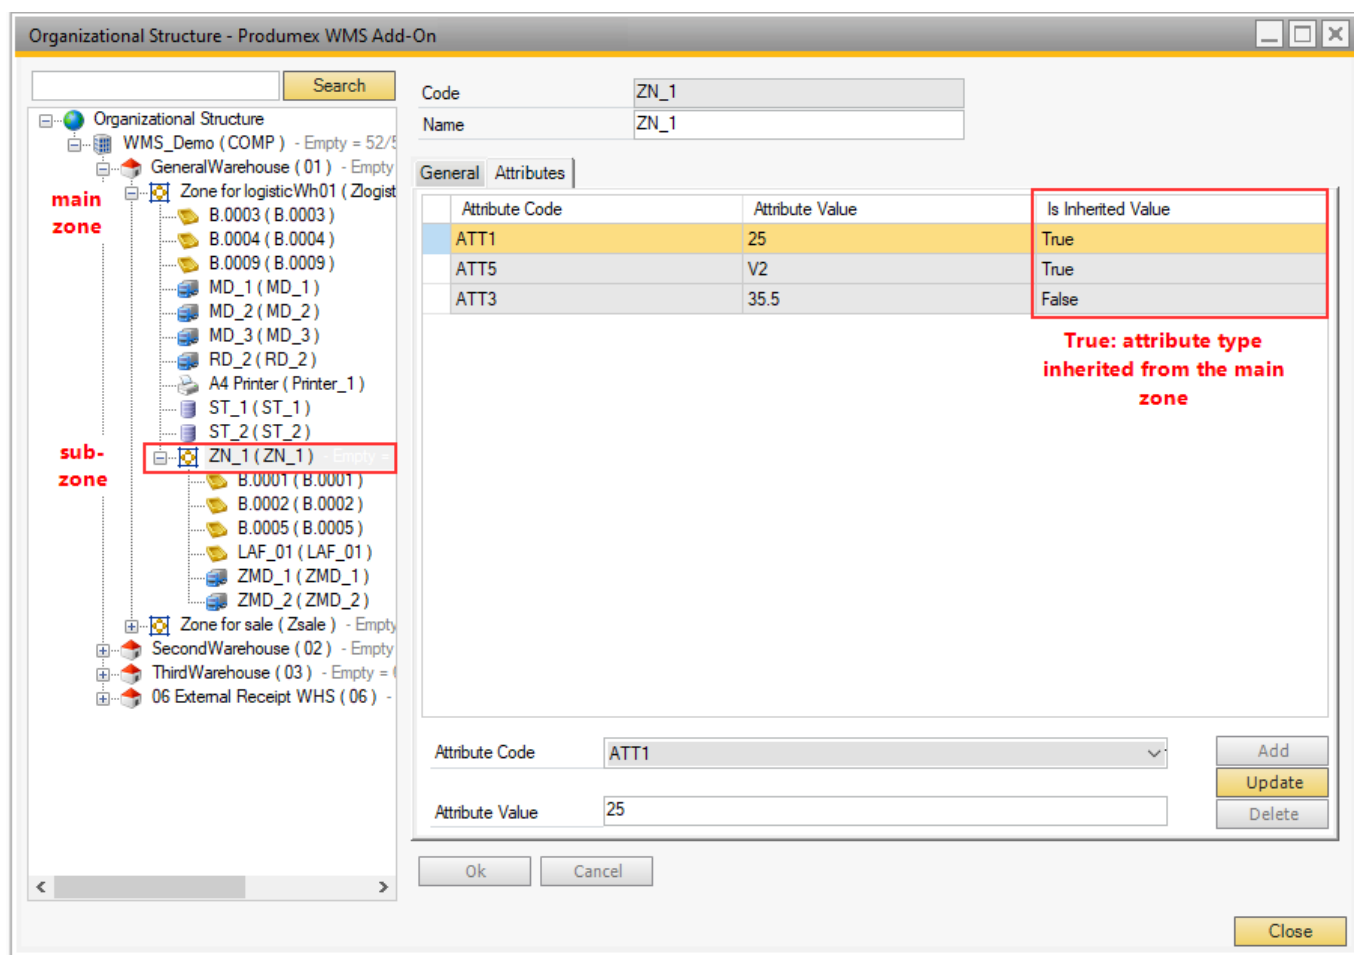 Organizational Structure - Produmex WMS Add-On
Search
Organizational Structure
WMS_Demo ( COMP ) - Empty = 52/5
GeneralWarehouse ( 01 ) - Empty
Zone for logisticWh01 ( Zlogist
B.0003 ( B.0003 )
B.0004 ( B.0004 )
B.0009 ( B.0009 )
MD_1 ( MD_1 )
MD_2 ( MD_2 )
MD_3 ( MD_3 )
RD_2 ( RD_2 )
A4 Printer ( Printer_1 )
ST_1 ( ST_1 )
ST_2 ( ST_2 )
ZN_1 ( ZN_1 ) - Empty =
B.0001 ( B.0001 )
B.0002 ( B.0002 )
B.0005 ( B.0005 )
LAF_01 ( LAF_01 )
ZMD_1 ( ZMD_1 )
ZMD_2 ( ZMD_2 )
Zone for sale ( Zsale ) - Empty
SecondWarehouse ( 02 ) - Empty
ThirdWarehouse ( 03 ) - Empty =
06 External Receipt WHS ( 06 ) -
main
zone
sub-
zone
Code ZN_1
Name ZN_1
General Attributes
Attribute Code Attribute Value Is Inherited Value
ATT1 25 True
ATT5 V2 True
ATT3 35.5 False
True: attribute type
inherited from the main
zone
Attribute Code ATT1 Add
Update
Attribute Value 25 Delete
Ok Cancel
Close